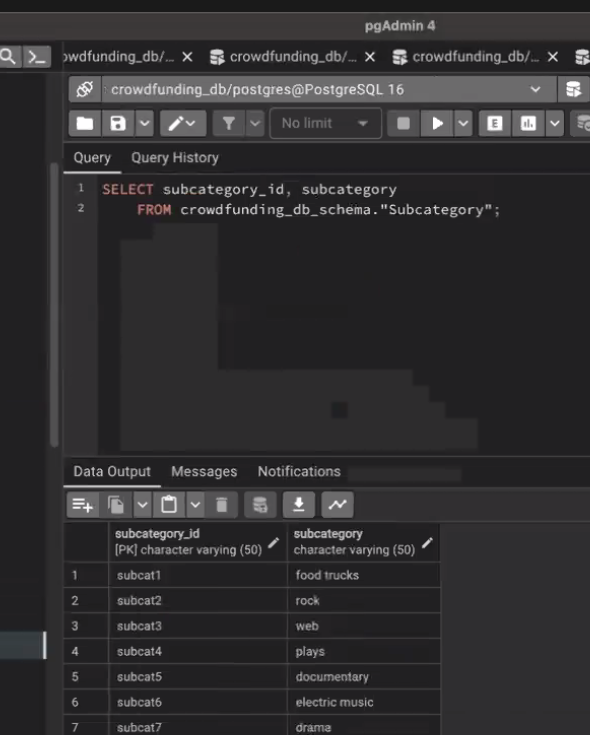 pgAdmin 4
owdfunding_db/... × crowdfunding_db/... × crowdfunding_db/... ×
crowdfunding_db/postgres@PostgreSQL 16
No limit
E
Query Query History
1 SELECT subcategory_id, subcategory
2 FROM crowdfunding_db_schema."Subcategory";
Data Output Messages Notifications
subcategory_id subcategory
[PK] character varying (50) character varying (50)
1 subcat1 food trucks
2 subcat2 rock
3 subcat3 web
4 subcat4 plays
5 subcat5 documentary
6 subcat6 electric music
7 subcat7 drama